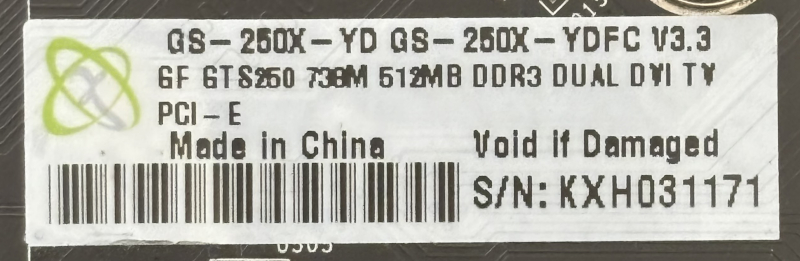 GS-250X-YD GS-250X-YDFC V3.3
GF GTS250 738M 512MB DDR3 DUAL DVI TV
PCI-E
Made in China Void if Damaged
S/N: KXH031171
0303